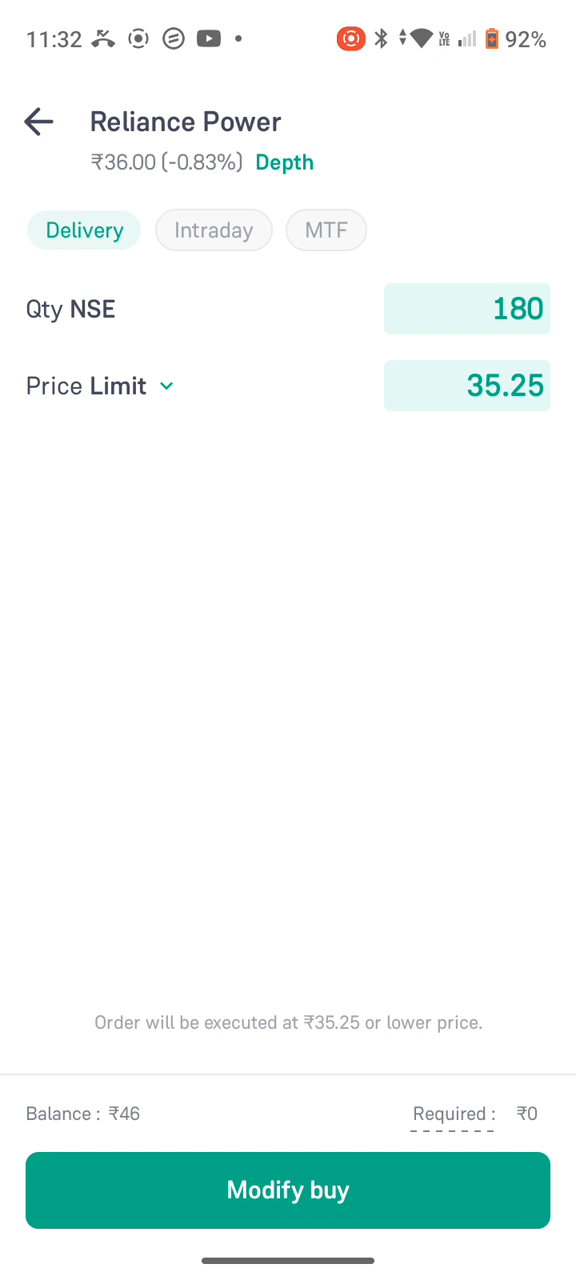 11:32 92%
Reliance Power
₹36.00 (-0.83%) Depth
Delivery Intraday MTF
Qty NSE 180
Price Limit 35.25
Order will be executed at ₹35.25 or lower price.
Balance : ₹46 Required : ₹0
Modify buy